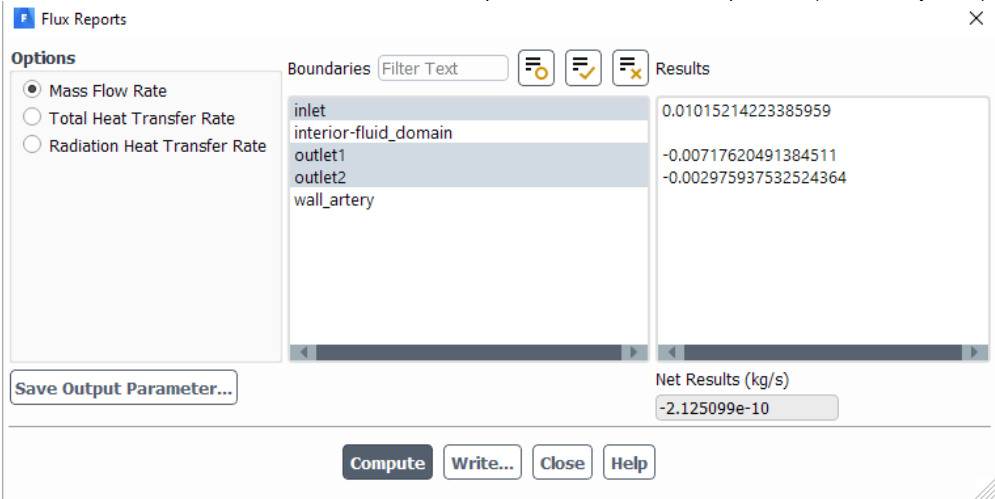 Flux Reports
Options
Mass Flow Rate
Total Heat Transfer Rate
Radiation Heat Transfer Rate
Save Output Parameter...
Boundaries Filter Text
inlet
interior-fluid_domain
outlet1
outlet2
wall_artery
Results
0.01015214223385959
-0.00717620491384511
-0.002975937532524364
Net Results (kg/s)
-2.125099e-10
Compute Write... Close Help